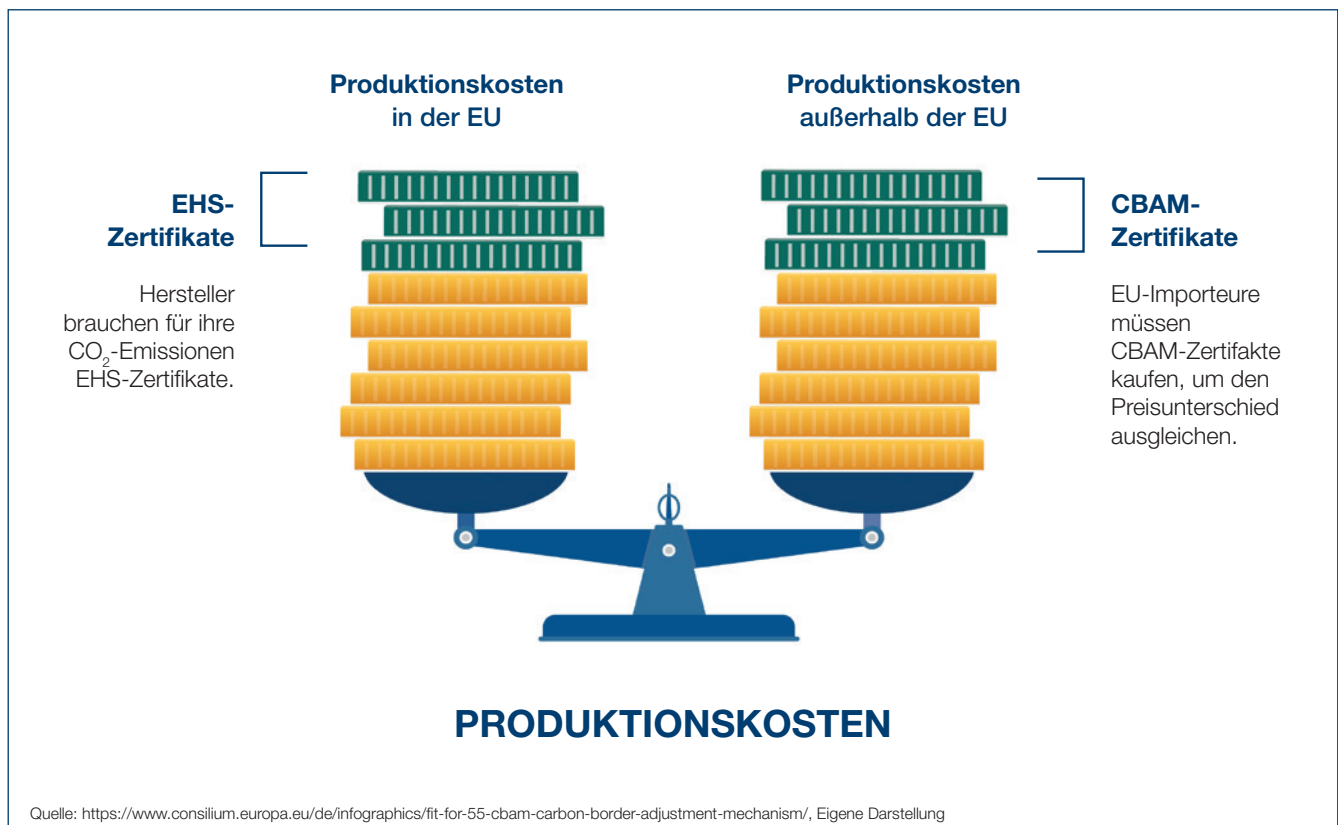 Produktionskosten
in der EU
Produktionskosten
außerhalb der EU
EHS-
Zertifikate
Hersteller
brauchen für ihre
CO₂-Emissionen
EHS-Zertifikate.
CBAM-
Zertifikate
EU-Importeure
müssen
CBAM-Zertifakte
kaufen, um den
Preisunterschied
ausgleichen.
PRODUKTIONSKOSTEN
Quelle: https://www.consilium.europa.eu/de/infographics/fit-for-55-cbam-carbon-border-adjustment-mechanism/, Eigene Darstellung